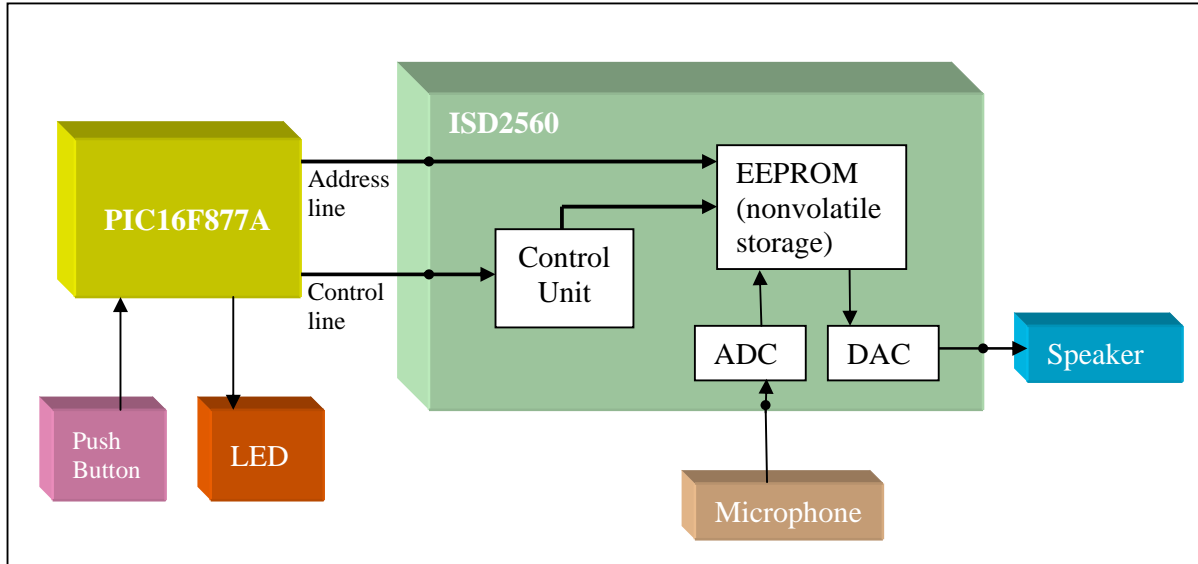 ISD2560
PIC16F877A
Address
line
Control
line
EEPROM
(nonvolatile
storage)
Control
Unit
ADC
DAC
Speaker
Push
Button
LED
Microphone